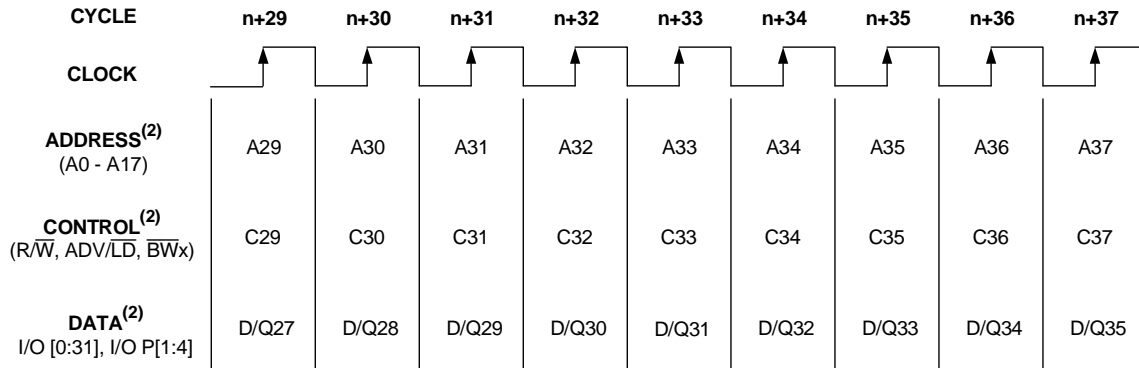 CYCLE n+29 n+30 n+31 n+32 n+33 n+34 n+35 n+36 n+37
CLOCK
ADDRESS(2) A29 A30 A31 A32 A33 A34 A35 A36 A37
(A0 - A17)
CONTROL(2) C29 C30 C31 C32 C33 C34 C35 C36 C37
(R/W̅, ADV/L̅D̅, B̅W̅x)
DATA(2) D/Q27 D/Q28 D/Q29 D/Q30 D/Q31 D/Q32 D/Q33 D/Q34 D/Q35
I/O [0:31], I/O P[1:4]